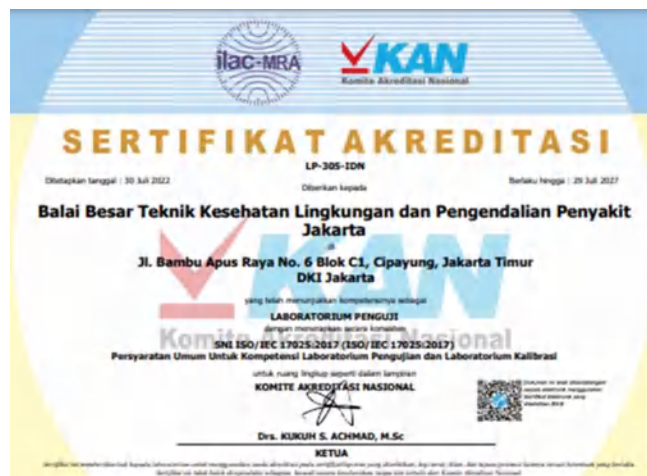 ilac-MRA
KAN
Komite Akreditasi Nasional
SERTIFIKAT AKREDITASI
LP-305-IDN
Ditetapkan tanggal : 30 Juli 2022
Berlaku hingga : 29 Juli 2027
Diberikan kepada
Balai Besar Teknik Kesehatan Lingkungan dan Pengendalian Penyakit
Jakarta
di
Jl. Bambu Apus Raya No. 6 Blok C1, Cipayung, Jakarta Timur
DKI Jakarta
yang telah menunjukkan kompetensinya sebagai
LABORATORIUM PENGUJI
dengan menerapkan secara konsisten
KAN
Komite Akreditasi Nasional
SNI ISO/IEC 17025:2017 (ISO/IEC 17025:2017)
Persyaratan Umum Untuk Kompetensi Laboratorium Pengujian dan Laboratorium Kalibrasi
untuk ruang lingkup seperti dalam lampiran
KOMITE AKREDITASI NASIONAL
Drs. KUKUH S. ACHMAD, M.Sc
KETUA